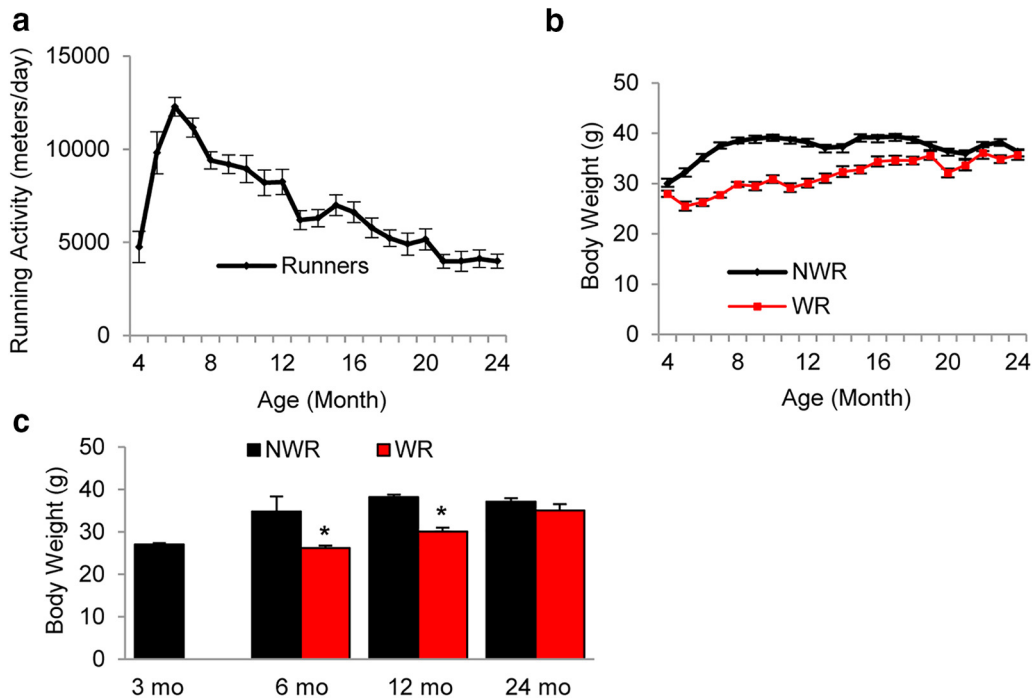 a
Running Activity (meters/day)
15000
10000
5000
0
Runners
4 8 12 16 20 24
Age (Month)
b
Body Weight (g)
50
40
30
20
10
0
NWR
WR
4 8 12 16 20 24
Age (Month)
c
Body Weight (g)
50
40
30
20
10
0
NWR WR
* *
3 mo 6 mo 12 mo 24 mo